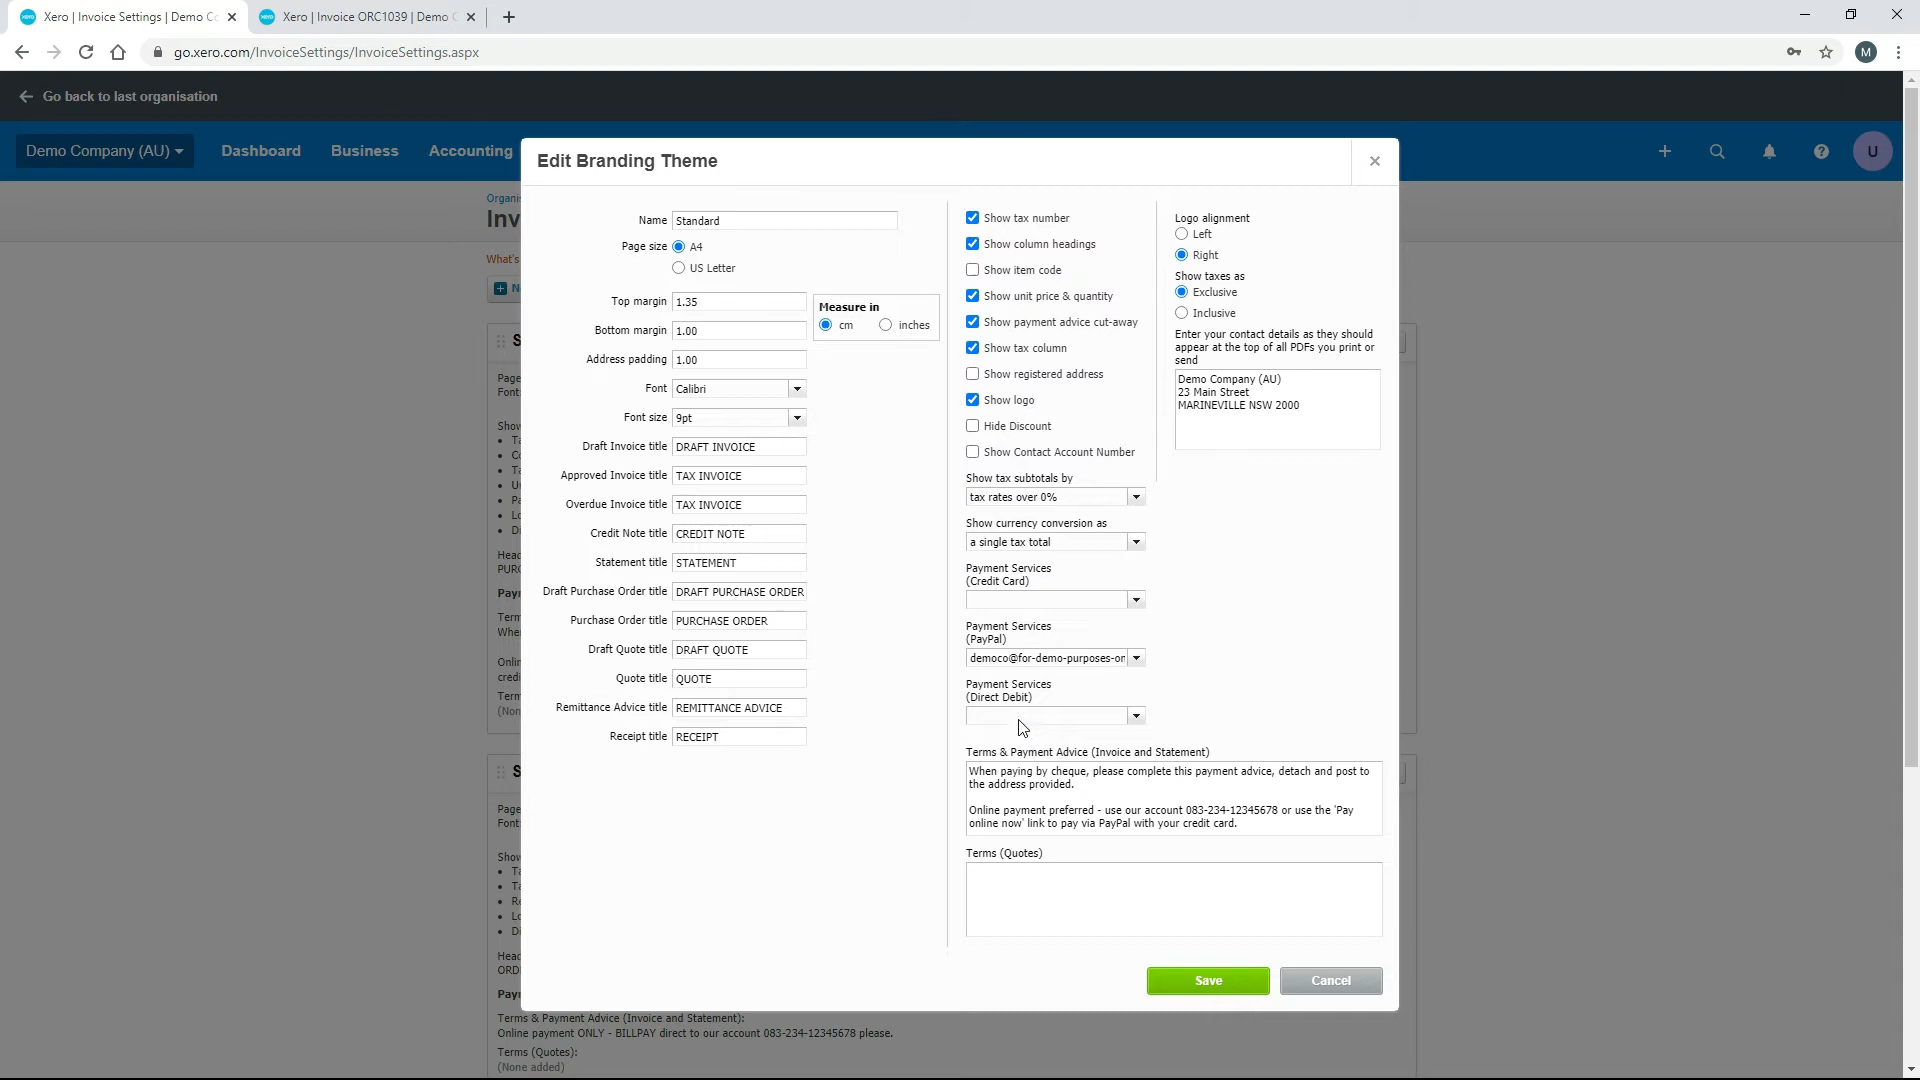 Xero | Invoice Settings | Demo Co
Xero | Invoice ORC1039 | Demo C
go.xero.com/InvoiceSettings/InvoiceSettings.aspx
M
Go back to last organisation
Demo Company (AU)
Dashboard
Business
Accounting
U
Organi
Inv
What's
N
Edit Branding Theme
Name
Standard
Page size
A4
US Letter
Top margin
1.35
Bottom margin
1.00
Address padding
1.00
Measure in
cm
inches
Font
Calibri
Font size
9pt
Draft Invoice title
DRAFT INVOICE
Approved Invoice title
TAX INVOICE
Overdue Invoice title
TAX INVOICE
Credit Note title
CREDIT NOTE
Statement title
STATEMENT
Draft Purchase Order title
DRAFT PURCHASE ORDER
Purchase Order title
PURCHASE ORDER
Draft Quote title
DRAFT QUOTE
Quote title
QUOTE
Remittance Advice title
REMITTANCE ADVICE
Receipt title
RECEIPT
Show tax number
Show column headings
Show item code
Show unit price & quantity
Show payment advice cut-away
Show tax column
Show registered address
Show logo
Hide Discount
Show Contact Account Number
Show tax subtotals by
tax rates over 0%
Show currency conversion as
a single tax total
Payment Services
(Credit Card)
Payment Services
(PayPal)
democo@for-demo-purposes-or
Payment Services
(Direct Debit)
Logo alignment
Left
Right
Show taxes as
Exclusive
Inclusive
Enter your contact details as they should
appear at the top of all PDFs you print or
send
Demo Company (AU)
23 Main Street
MARINEVILLE NSW 2000
Terms & Payment Advice (Invoice and Statement)
When paying by cheque, please complete this payment advice, detach and post to
the address provided.
Online payment preferred - use our account 083-234-12345678 or use the 'Pay
online now' link to pay via PayPal with your credit card.
Terms (Quotes)
Save
Cancel
Terms & Payment Advice (Invoice and Statement):
Online payment ONLY - BILLPAY direct to our account 083-234-12345678 please.
Terms (Quotes):
(None added)